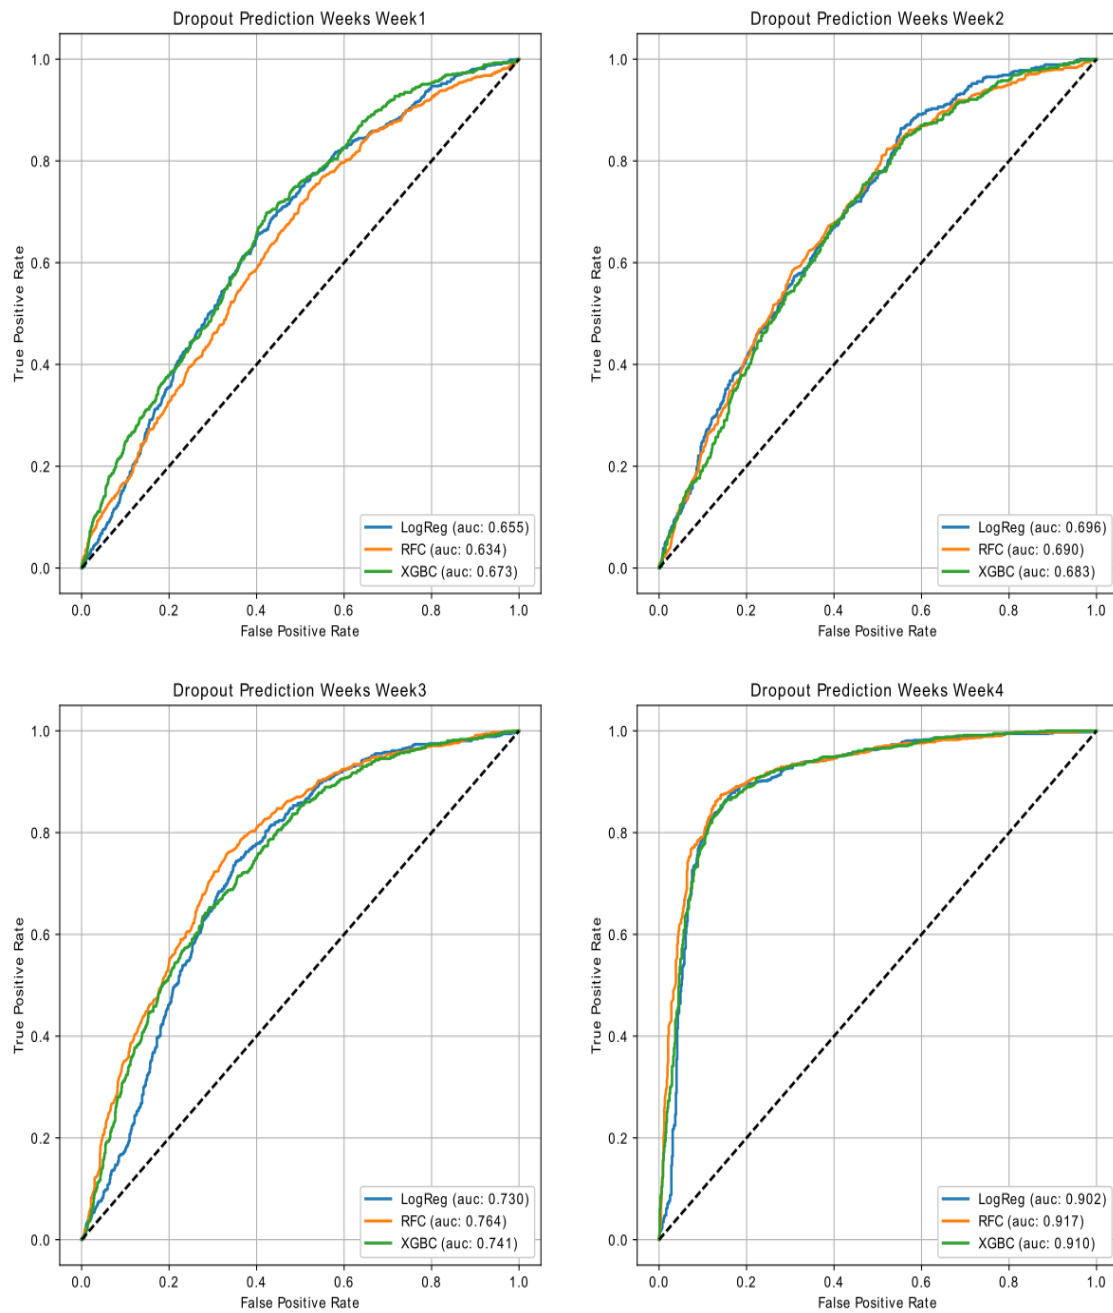 Dropout Prediction Weeks Week1
1.0
0.8
0.6
0.4
0.2
0.0
True Positive Rate
LogReg (auc: 0.655)
RFC (auc: 0.634)
XGBC (auc: 0.673)
0.0 0.2 0.4 0.6 0.8 1.0
False Positive Rate
Dropout Prediction Weeks Week2
1.0
0.8
0.6
0.4
0.2
0.0
True Positive Rate
LogReg (auc: 0.696)
RFC (auc: 0.690)
XGBC (auc: 0.683)
0.0 0.2 0.4 0.6 0.8 1.0
False Positive Rate
Dropout Prediction Weeks Week3
1.0
0.8
0.6
0.4
0.2
0.0
True Positive Rate
LogReg (auc: 0.730)
RFC (auc: 0.764)
XGBC (auc: 0.741)
0.0 0.2 0.4 0.6 0.8 1.0
False Positive Rate
Dropout Prediction Weeks Week4
1.0
0.8
0.6
0.4
0.2
0.0
True Positive Rate
LogReg (auc: 0.902)
RFC (auc: 0.917)
XGBC (auc: 0.910)
0.0 0.2 0.4 0.6 0.8 1.0
False Positive Rate